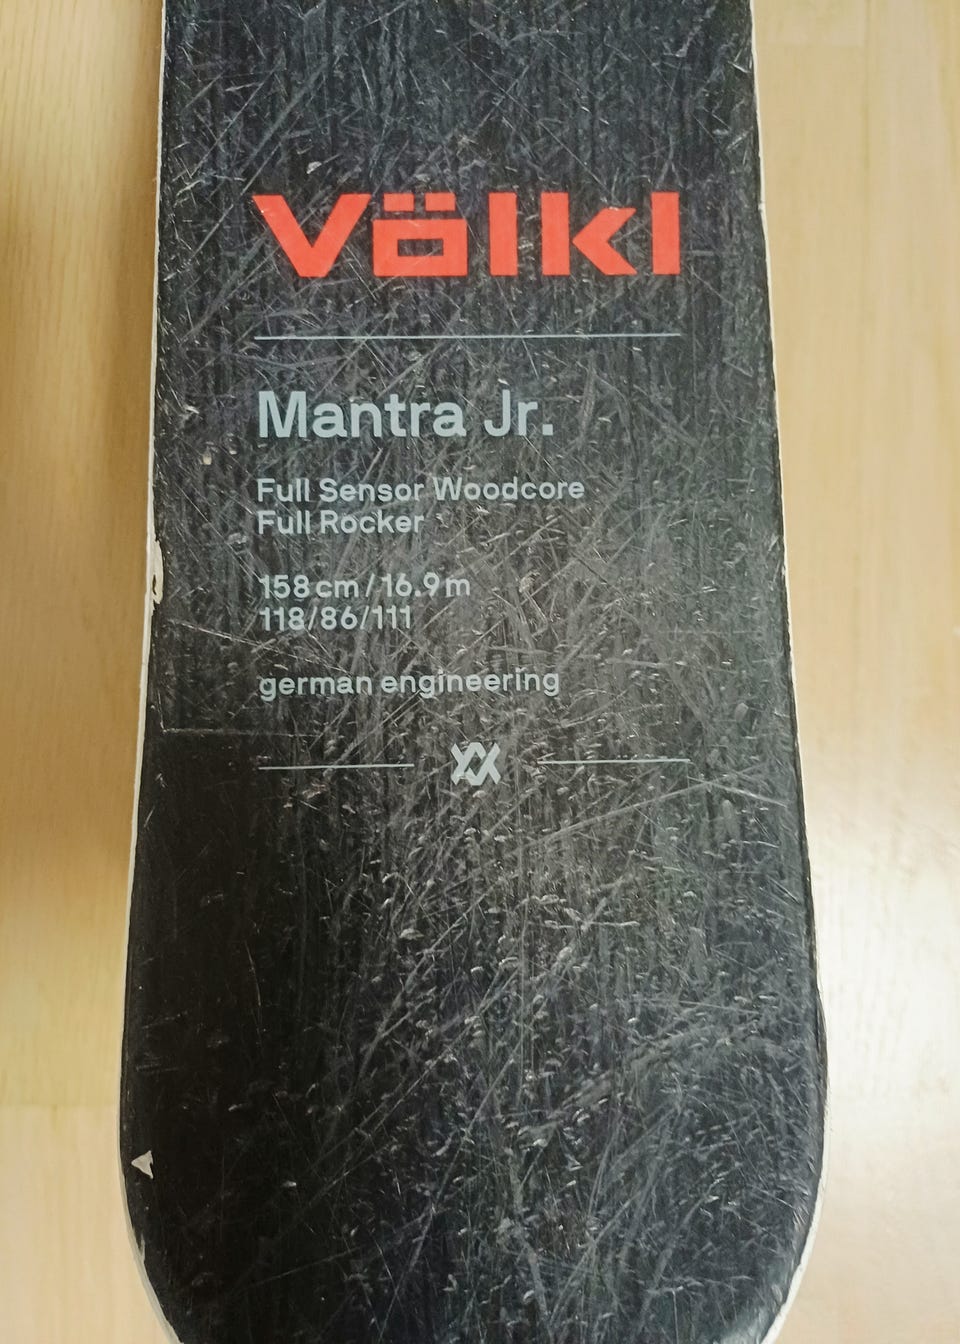 Völkl
Mantra Jr.
Full Sensor Woodcore
Full Rocker
158 cm / 16.9 m
118/86/111
german engineering